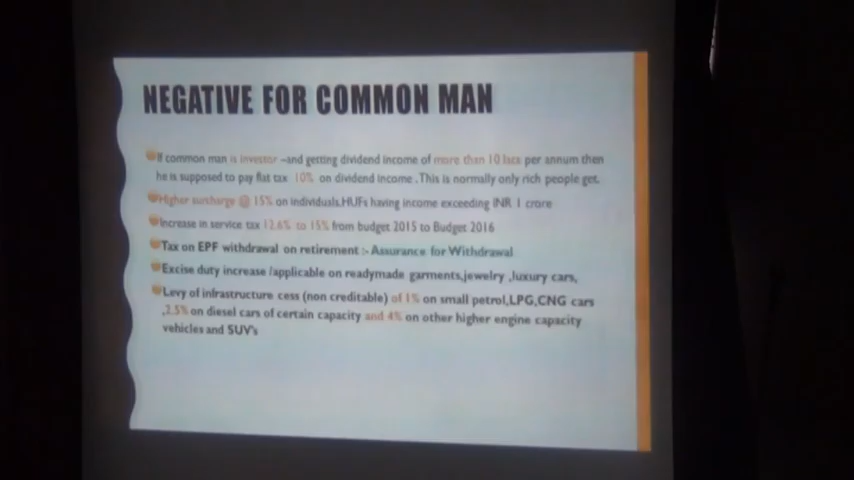 NEGATIVE FOR COMMON MAN
If common man is investor –and getting dividend income of more than 10 lacs per annum then
he is supposed to pay flat tax 10% on dividend income .This is normally only rich people get.
Higher surcharge @ 15% on individuals.HUFs having income exceeding INR 1 crore
Increase in service tax 12.6% to 15% from budget 2015 to Budget 2016
Tax on EPF withdrawal on retirement :- Assurance for Withdrawal
Excise duty increase /applicable on readymade garments,jewelry ,luxury cars,
Levy of infrastructure cess (non creditable) of 1% on small petrol,LPG,CNG cars
,2.5% on diesel cars of certain capacity and 4% on other higher engine capacity
vehicles and SUV's